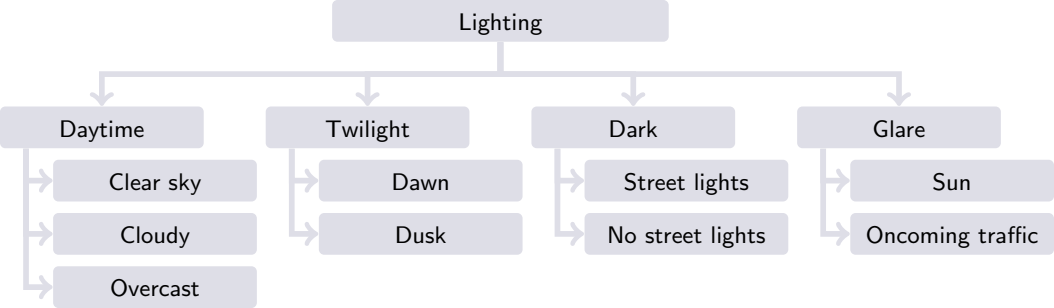 Lighting
Daytime
Twilight
Dark
Glare
Clear sky
Dawn
Street lights
Sun
Cloudy
Dusk
No street lights
Oncoming traffic
Overcast